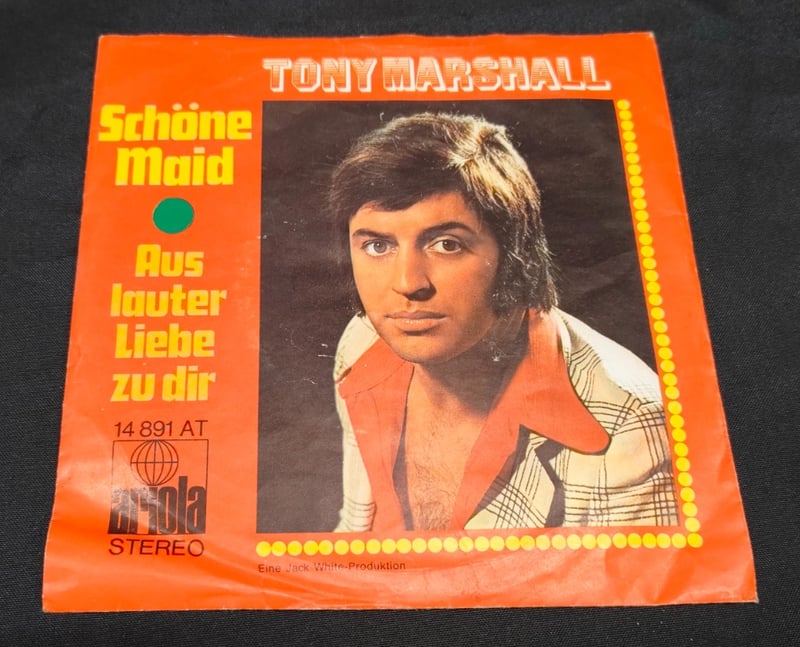 TONY MARSHALL
Schöne
Maid
Aus
lauter
Liebe
zu dir
14 891 AT
ariola
STEREO
Eine Jack White-Produktion